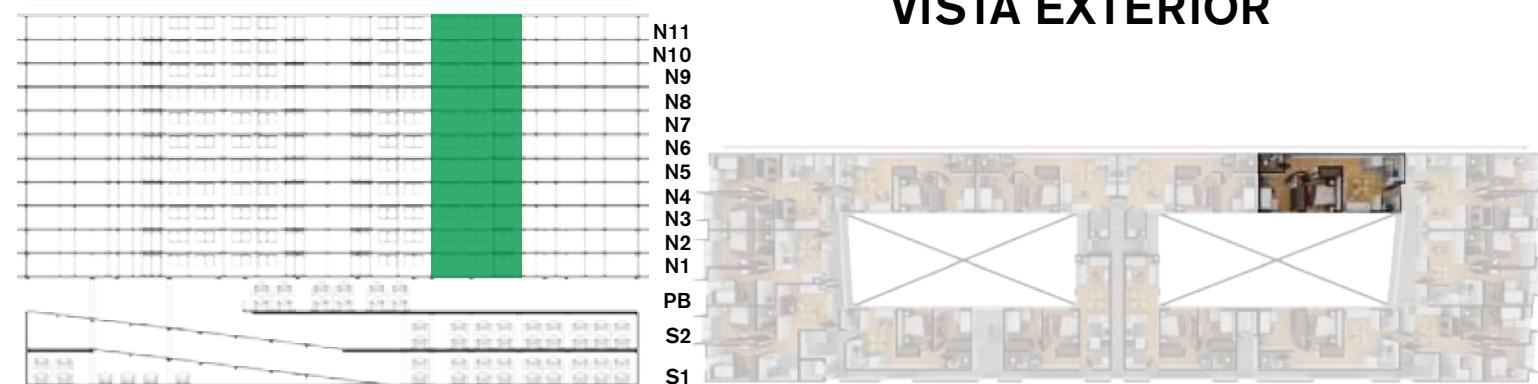 VISTA EXTERIOR
N11
N10
N9
N8
N7
N6
N5
N4
N3
N2
N1
PB
S2
S1